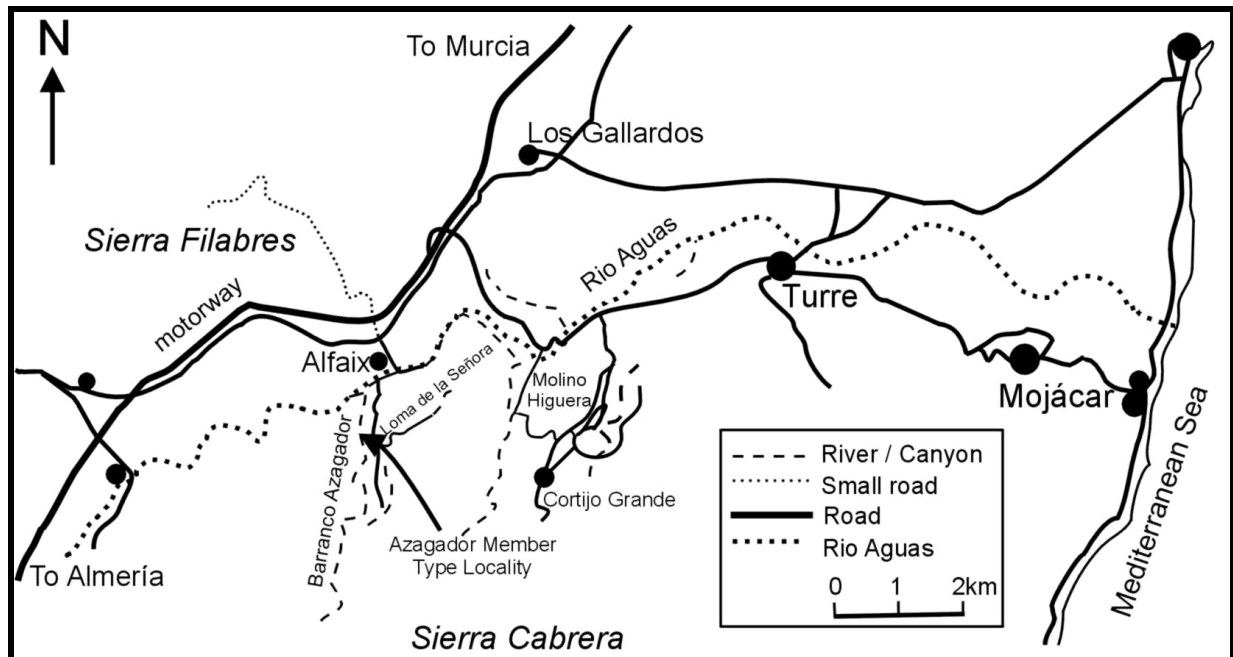 N
To Murcia
Los Gallardos
Sierra Filabres
Rio Aguas
motorway
Turre
Alfaix
Loma de la Señora
Molino
Higuera
Mojácar
Mediterranean Sea
Barranco Azagador
Cortijo Grande
Azagador Member
Type Locality
To Almería
Sierra Cabrera
River / Canyon
Small road
Road
Rio Aguas
0 1 2km